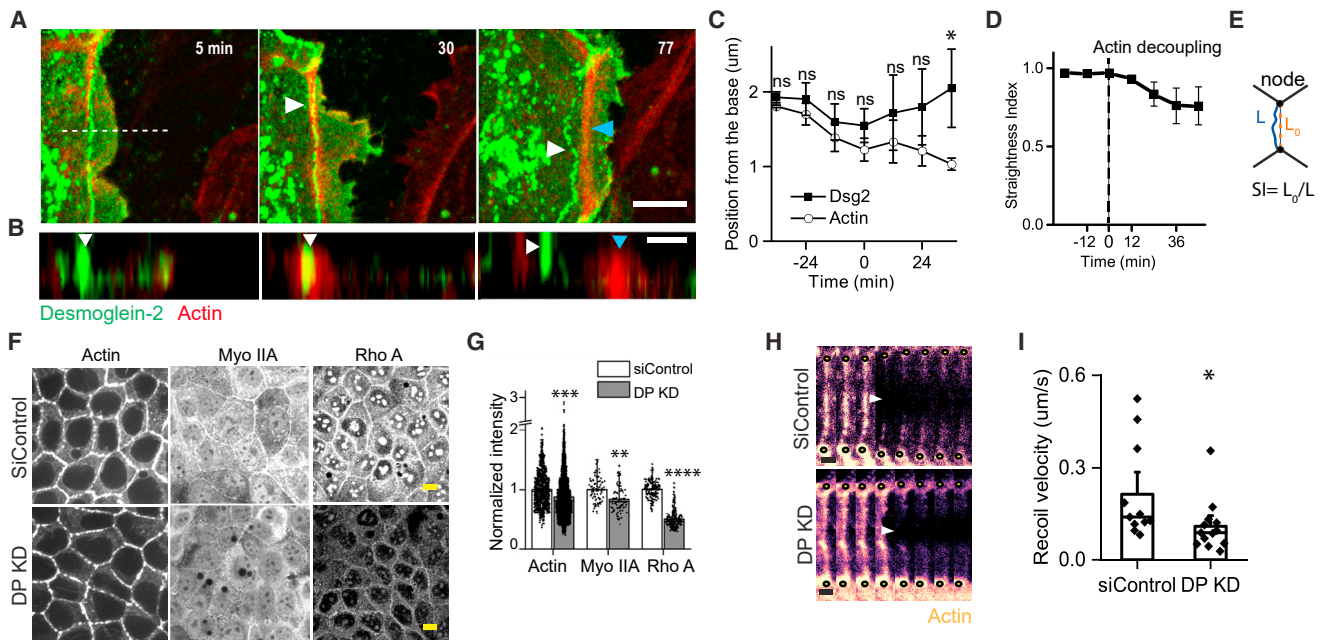 A
5 min
30
77
B
Desmoglein-2 Actin
C
Position from the base (um)
2
1
0
ns
ns
ns
ns
ns
*
Dsg2
Actin
-24
0
24
Time (min)
D
Actin decoupling
Straightness Index
1.0
0.5
0.0
-12
0
12
36
Time (min)
E
node
L
L0
SI= L0/L
F
Actin
Myo IIA
Rho A
SiControl
DP KD
G
siControl
DP KD
Normalized intensity
3
2
1
0
***
**
****
Actin
Myo IIA
Rho A
H
SiControl
DP KD
Actin
I
Recoil velocity (um/s)
0.6
0.3
0.0
*
siControl DP KD